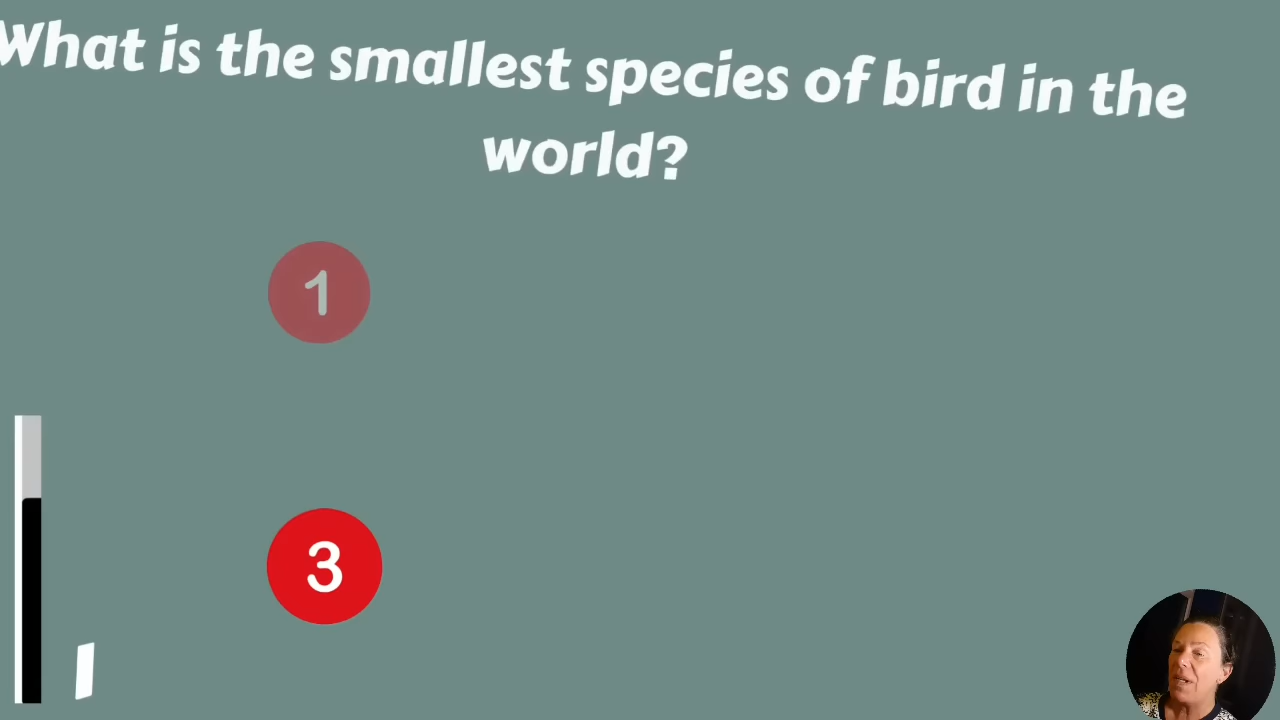 What is the smallest species of bird in the
world?
1
3